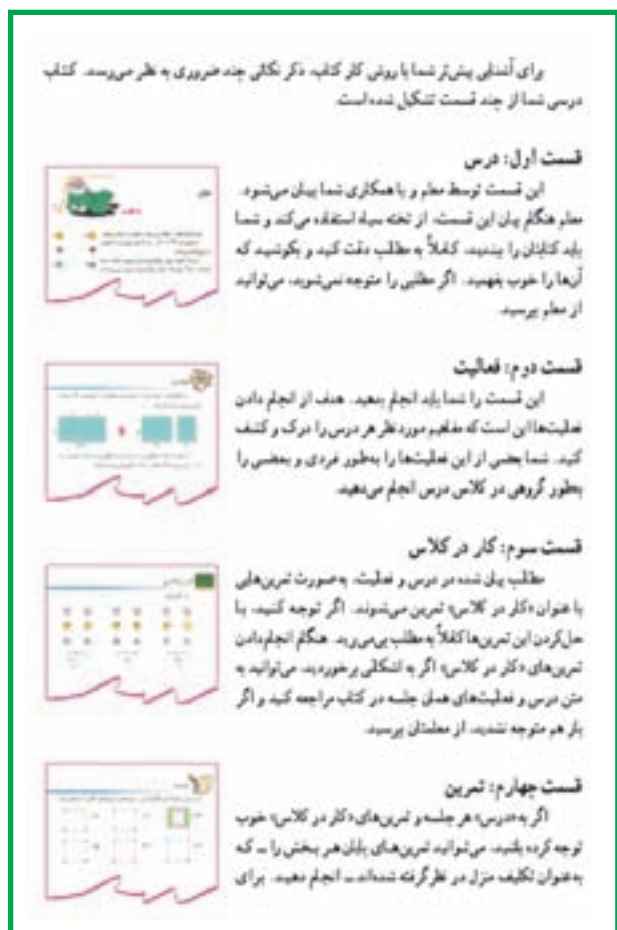 برای آشنایی بیش‌تر شما با روش کار کتاب، ذکر نکاتی چند ضروری به نظر می‌رسد. کتاب
درسی شما از چند قسمت تشکیل شده است.
قسمت اول: درس
این قسمت توسط معلم و با همکاری شما بیان می‌شود.
معلم هنگام بیان این قسمت، از تخته سیاه استفاده می‌کند و شما
باید کتابتان را ببندید، کاملاً به مطلب دقت کنید و بکوشید که
آن‌ها را خوب بفهمید. اگر مطلبی را متوجه نمی‌شوید، می‌توانید
از معلم بپرسید.
قسمت دوم: فعالیت
این قسمت را شما باید انجام بدهید. هدف از انجام دادن
فعالیت‌ها این است که مفاهیم مورد نظر هر درس را درک و کشف
کنید. شما بعضی از این فعالیت‌ها را به‌طور فردی و بعضی را
به‌طور گروهی در کلاس درس انجام می‌دهید.
قسمت سوم: کار در کلاس
مطالب بیان شده در درس و فعالیت، به‌صورت تمرین‌هایی
با عنوان «کار در کلاس» تمرین می‌شوند. اگر توجه کنید، با
حل‌کردن این تمرین‌ها کاملاً به مطلب پی می‌برید. هنگام انجام دادن
تمرین‌های «کار در کلاس» اگر به اشکالی برخوردید، می‌توانید به
متن درس و فعالیت‌های همان جلسه در کتاب مراجعه کنید و اگر
باز هم متوجه نشدید، از معلمتان بپرسید.
قسمت چهارم: تمرین
اگر به «درس» هر جلسه و تمرین‌های «کار در کلاس» خوب
توجه کرده باشید، می‌توانید تمرین‌های پایان هر بخش را ــ که
به‌عنوان تکلیف منزل در نظر گرفته شده‌اند ــ انجام دهید. برای